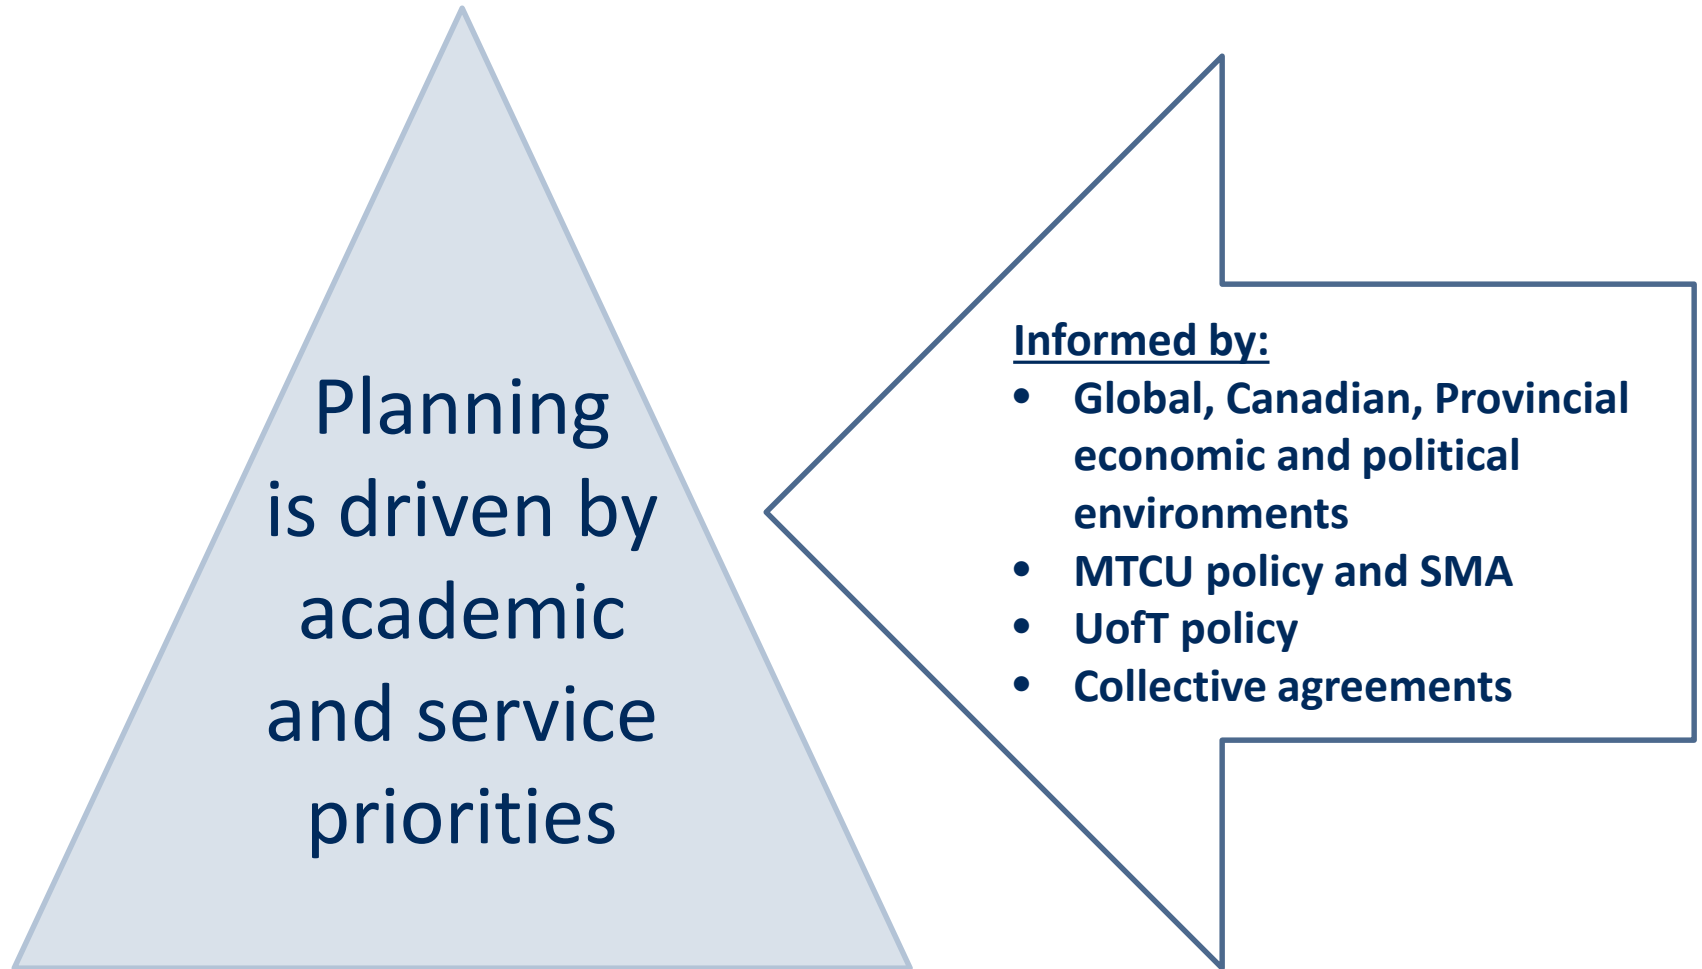 Planning
is driven by
academic
and service
priorities
Informed by:
• Global, Canadian, Provincial
economic and political
environments
• MTCU policy and SMA
• UofT policy
• Collective agreements